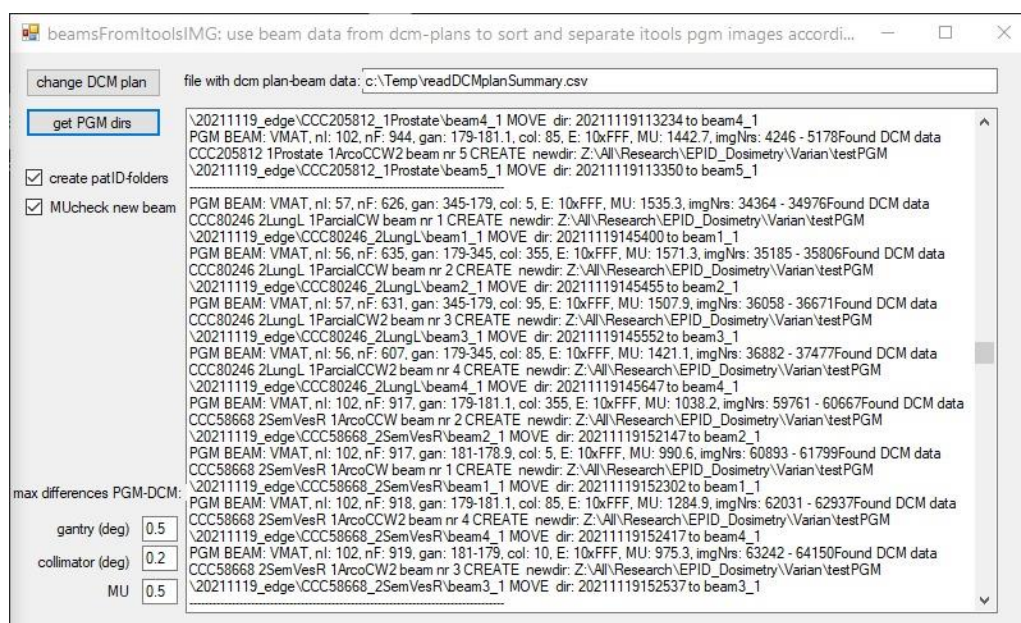 beamsFromItoolsIMG: use beam data from dcm-plans to sort and separate itools pgm images accordi...
change DCM plan
file with dcm plan-beam data:
c:\Temp\readDCMplanSummary.csv
get PGM dirs
create patID-folders
MUcheck new beam
\20211119_edge\CCC205812_1Prostate\beam4_1 MOVE dir: 20211119113234 to beam4_1
PGM BEAM: VMAT, nI: 102, nF: 944, gan: 179-181.1, col: 85, E: 10xFFF, MU: 1442.7, imgNrs: 4246 - 5178Found DCM data
CCC205812 1Prostate 1ArcoCCW2 beam nr 5 CREATE newdir: Z:\All\Research\EPID_Dosimetry\Varian\testPGM
\20211119_edge\CCC205812_1Prostate\beam5_1 MOVE dir: 20211119113350 to beam5_1
----------------------------------------------------------------------
PGM BEAM: VMAT, nI: 57, nF: 626, gan: 345-179, col: 5, E: 10xFFF, MU: 1535.3, imgNrs: 34364 - 34976Found DCM data
CCC80246 2LungL 1ParcialCW beam nr 1 CREATE newdir: Z:\All\Research\EPID_Dosimetry\Varian\testPGM
\20211119_edge\CCC80246_2LungL\beam1_1 MOVE dir: 20211119145400 to beam1_1
PGM BEAM: VMAT, nI: 56, nF: 635, gan: 179-345, col: 355, E: 10xFFF, MU: 1571.3, imgNrs: 35185 - 35806Found DCM data
CCC80246 2LungL 1ParcialCCW beam nr 2 CREATE newdir: Z:\All\Research\EPID_Dosimetry\Varian\testPGM
\20211119_edge\CCC80246_2LungL\beam2_1 MOVE dir: 20211119145455 to beam2_1
PGM BEAM: VMAT, nI: 57, nF: 631, gan: 345-179, col: 95, E: 10xFFF, MU: 1507.9, imgNrs: 36058 - 36671Found DCM data
CCC80246 2LungL 1ParcialCW2 beam nr 3 CREATE newdir: Z:\All\Research\EPID_Dosimetry\Varian\testPGM
\20211119_edge\CCC80246_2LungL\beam3_1 MOVE dir: 20211119145552 to beam3_1
PGM BEAM: VMAT, nI: 56, nF: 607, gan: 179-345, col: 85, E: 10xFFF, MU: 1421.1, imgNrs: 36882 - 37477Found DCM data
CCC80246 2LungL 1ParcialCCW2 beam nr 4 CREATE newdir: Z:\All\Research\EPID_Dosimetry\Varian\testPGM
\20211119_edge\CCC80246_2LungL\beam4_1 MOVE dir: 20211119145647 to beam4_1
PGM BEAM: VMAT, nI: 102, nF: 917, gan: 179-181.1, col: 355, E: 10xFFF, MU: 1038.2, imgNrs: 59761 - 60667Found DCM data
CCC58668 2SemVesR 1ArcoCCW beam nr 2 CREATE newdir: Z:\All\Research\EPID_Dosimetry\Varian\testPGM
\20211119_edge\CCC58668_2SemVesR\beam2_1 MOVE dir: 20211119152147 to beam2_1
PGM BEAM: VMAT, nI: 102, nF: 917, gan: 181-178.9, col: 5, E: 10xFFF, MU: 990.6, imgNrs: 60893 - 61799Found DCM data
CCC58668 2SemVesR 1ArcoCW beam nr 1 CREATE newdir: Z:\All\Research\EPID_Dosimetry\Varian\testPGM
\20211119_edge\CCC58668_2SemVesR\beam1_1 MOVE dir: 20211119152302 to beam1_1
PGM BEAM: VMAT, nI: 102, nF: 918, gan: 179-181.1, col: 85, E: 10xFFF, MU: 1284.9, imgNrs: 62031 - 62937Found DCM data
CCC58668 2SemVesR 1ArcoCCW2 beam nr 4 CREATE newdir: Z:\All\Research\EPID_Dosimetry\Varian\testPGM
\20211119_edge\CCC58668_2SemVesR\beam4_1 MOVE dir: 20211119152417 to beam4_1
PGM BEAM: VMAT, nI: 102, nF: 919, gan: 181-179, col: 10, E: 10xFFF, MU: 975.3, imgNrs: 63242 - 64150Found DCM data
CCC58668 2SemVesR 1ArcoCW2 beam nr 3 CREATE newdir: Z:\All\Research\EPID_Dosimetry\Varian\testPGM
\20211119_edge\CCC58668_2SemVesR\beam3_1 MOVE dir: 20211119152537 to beam3_1
----------------------------------------------------------------------
max differences PGM-DCM:
gantry (deg) 0.5
collimator (deg) 0.2
MU 0.5